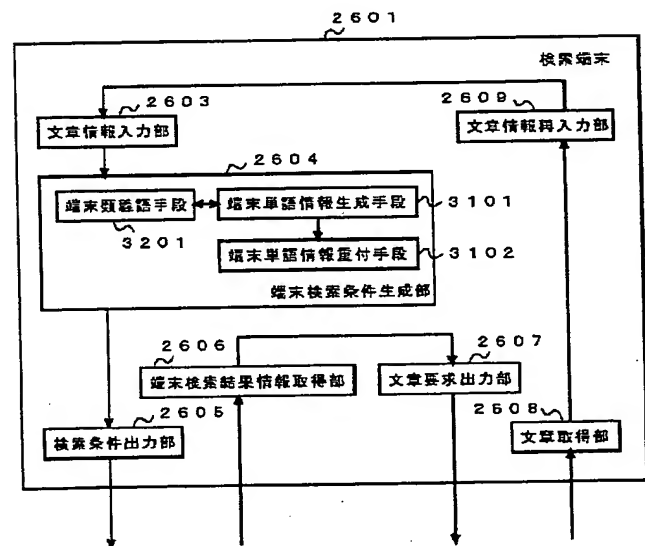 2601
検索端末
2603
文章情報入力部
2609
文章情報再入力部
2604
端末類義語手段
端末単語情報生成手段
3101
3201
端末単語情報重付手段
3102
端末検索条件生成部
2606
端末検索結果情報取得部
2607
文章要求出力部
2605
検索条件出力部
2608
文章取得部